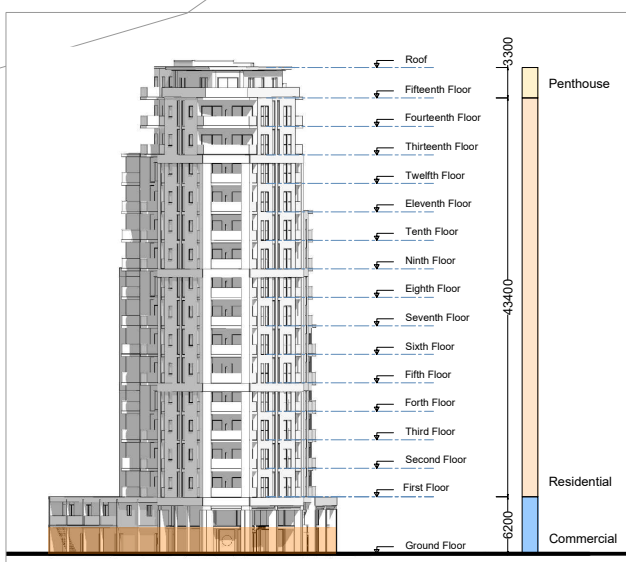 Roof
Fifteenth Floor
Fourteenth Floor
Thirteenth Floor
Twelfth Floor
Eleventh Floor
Tenth Floor
Ninth Floor
Eighth Floor
Seventh Floor
Sixth Floor
Fifth Floor
Forth Floor
Third Floor
Second Floor
First Floor
Ground Floor
3300
43400
6200
Penthouse
Residential
Commercial